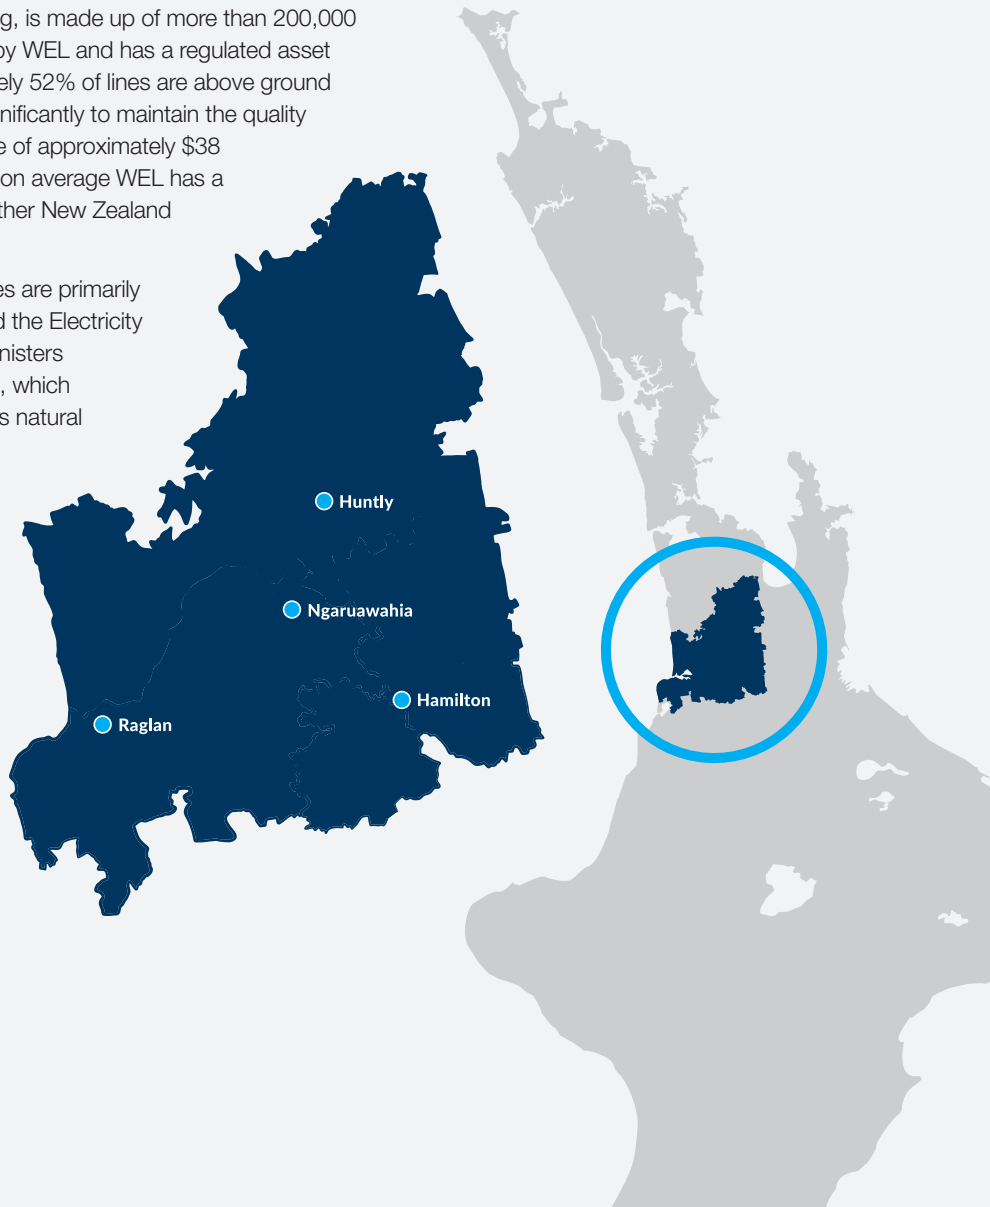 g, is made up of more than 200,000
by WEL and has a regulated asset
ely 52% of lines are above ground
nificantly to maintain the quality
e of approximately $38
on average WEL has a
ther New Zealand
es are primarily
d the Electricity
nisters
, which
s natural
Huntly
Ngaruawahia
Hamilton
Raglan